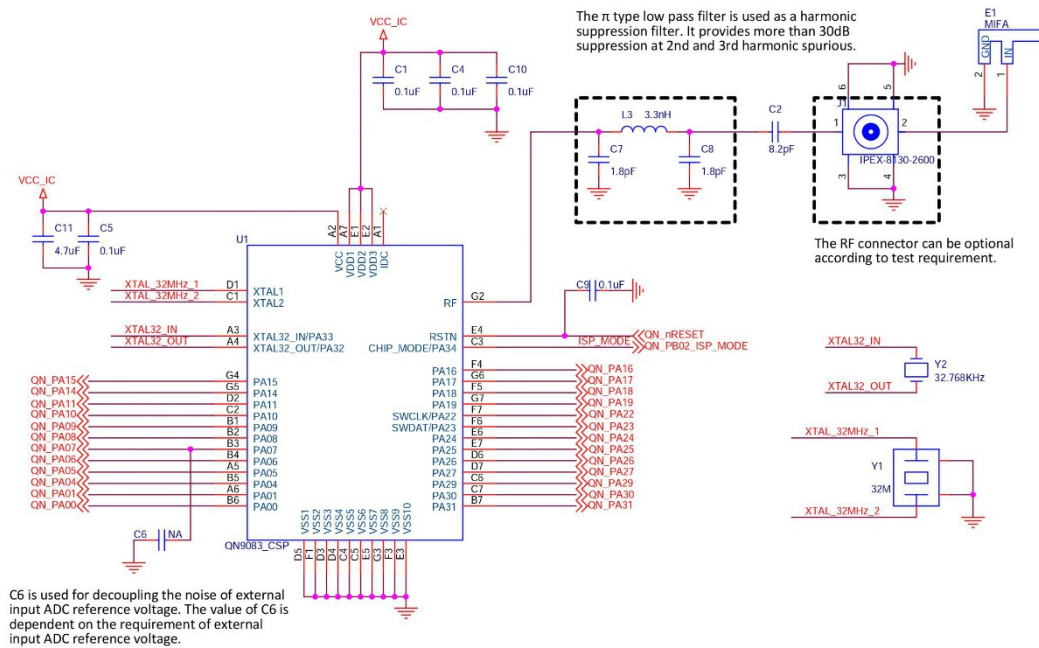 The π type low pass filter is used as a harmonic
suppression filter. It provides more than 30dB
suppression at 2nd and 3rd harmonic spurious.
E1
MIFA
GND
IN
2
1
VCC_IC
C1
0.1uF
C4
0.1uF
C10
0.1uF
L3 3.3nH
C7
1.8pF
C8
1.8pF
C2
8.2pF
J1
6
5
1
2
3
4
IPEX-8130-2600
The RF connector can be optional
according to test requirement.
VCC_IC
C11
4.7uF
C5
0.1uF
U1
A2
A7
E1
E2
A1
VCC
VDD1
VDD2
VDD3
IDC
XTAL_32MHz_1 D1 XTAL1
XTAL_32MHz_2 C1 XTAL2
XTAL32_IN A3 XTAL32_IN/PA33
XTAL32_OUT A4 XTAL32_OUT/PA32
QN_PA15 G4 PA15
QN_PA14 G5 PA14
QN_PA11 D2 PA11
QN_PA10 C2 PA10
QN_PA09 B1 PA09
QN_PA08 B2 PA08
QN_PA07 B3 PA07
QN_PA06 B4 PA06
QN_PA05 A5 PA05
QN_PA04 B5 PA04
QN_PA01 A6 PA01
QN_PA00 B6 PA00
RF G2
C9 0.1uF
RSTN E4 QN_nRESET
CHIP_MODE/PA34 C3 ISP_MODE QN_PB02_ISP_MODE
PA16 F4 QN_PA16
PA17 G6 QN_PA17
PA18 F5 QN_PA18
PA19 G7 QN_PA19
SWCLK/PA22 F7 QN_PA22
SWDAT/PA23 F6 QN_PA23
PA24 E6 QN_PA24
PA25 E7 QN_PA25
PA26 D6 QN_PA26
PA27 D7 QN_PA27
PA29 C6 QN_PA29
PA30 C7 QN_PA30
PA31 B7 QN_PA31
XTAL32_IN
Y2
32.768KHz
XTAL32_OUT
XTAL_32MHz_1
Y1
32M
XTAL_32MHz_2
VSS1
VSS2
VSS3
VSS4
VSS5
VSS6
VSS7
VSS8
VSS9
VSS10
D5
F1
D3
D4
C4
C5
E5
G3
F3
E3
QN9083_CSP
C6 NA
C6 is used for decoupling the noise of external
input ADC reference voltage. The value of C6 is
dependent on the requirement of external
input ADC reference voltage.